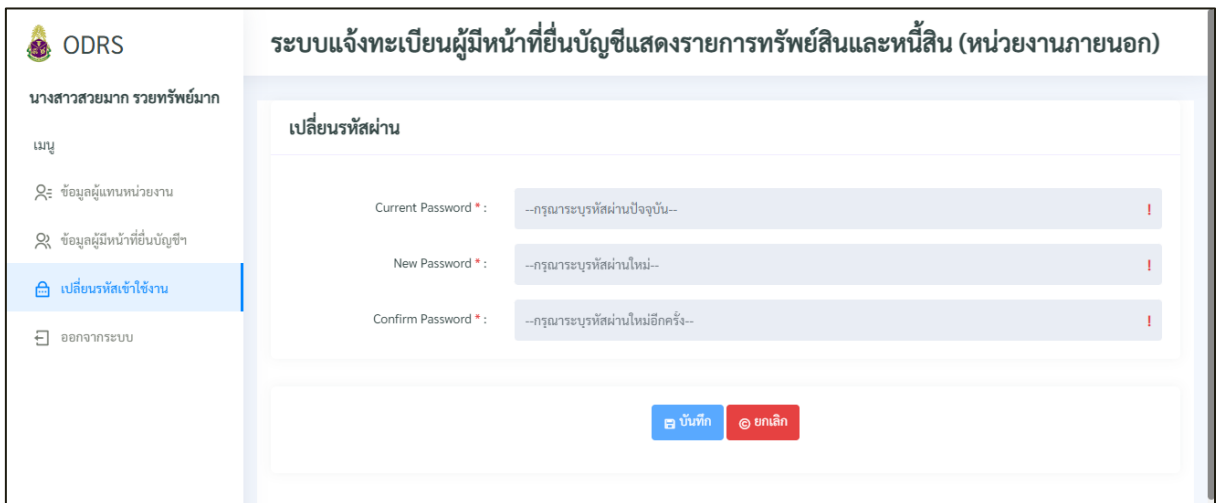 ODRS
ระบบแจ้งทะเบียนผู้มีหน้าที่ยื่นบัญชีแสดงรายการทรัพย์สินและหนี้สิน (หน่วยงานภายนอก)
นางสาวสวยมาก รวยทรัพย์มาก
เมนู
ข้อมูลผู้แทนหน่วยงาน
ข้อมูลผู้มีหน้าที่ยื่นบัญชีฯ
เปลี่ยนรหัสเข้าใช้งาน
ออกจากระบบ
เปลี่ยนรหัสผ่าน
Current Password * : --กรุณาระบุรหัสผ่านปัจจุบัน-- !
New Password * : --กรุณาระบุรหัสผ่านใหม่-- !
Confirm Password * : --กรุณาระบุรหัสผ่านใหม่อีกครั้ง-- !
บันทึก © ยกเลิก